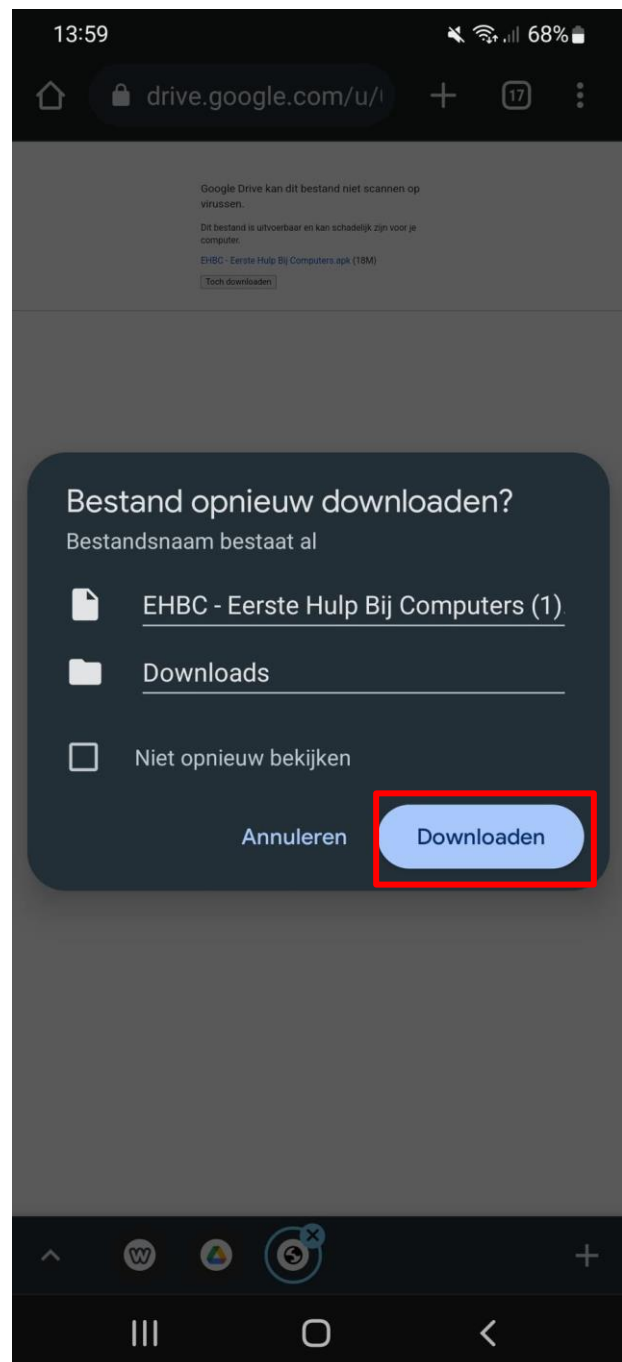 13:59
68%
drive.google.com/u/
17
Google Drive kan dit bestand niet scannen op
virussen.
Dit bestand is uitvoerbaar en kan schadelijk zijn voor je
computer.
EHBC - Eerste Hulp Bij Computers.apk (18M)
Toch downloaden
Bestand opnieuw downloaden?
Bestandsnaam bestaat al
EHBC - Eerste Hulp Bij Computers (1).
Downloads
Niet opnieuw bekijken
Annuleren
Downloaden